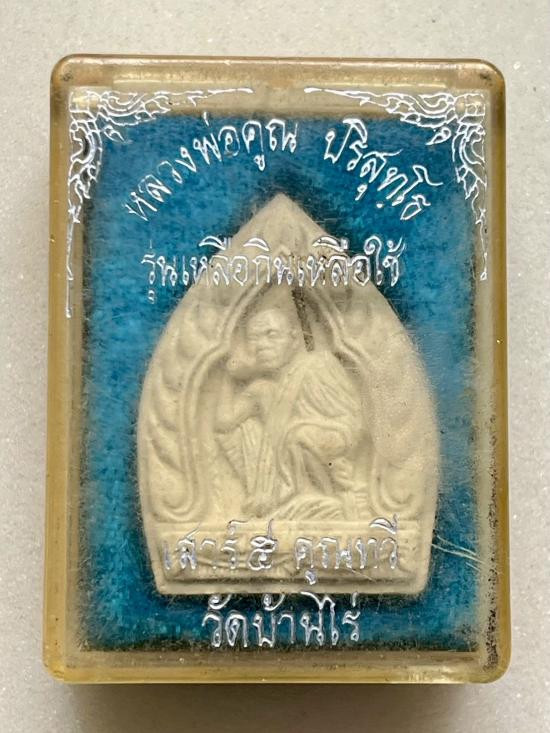 หลวงพ่อคูณ ปริสุทฺโธ
รุ่นเหลือกินเหลือใช้
เสาร์ ๕ คูณทวี
วัดบ้านไร่